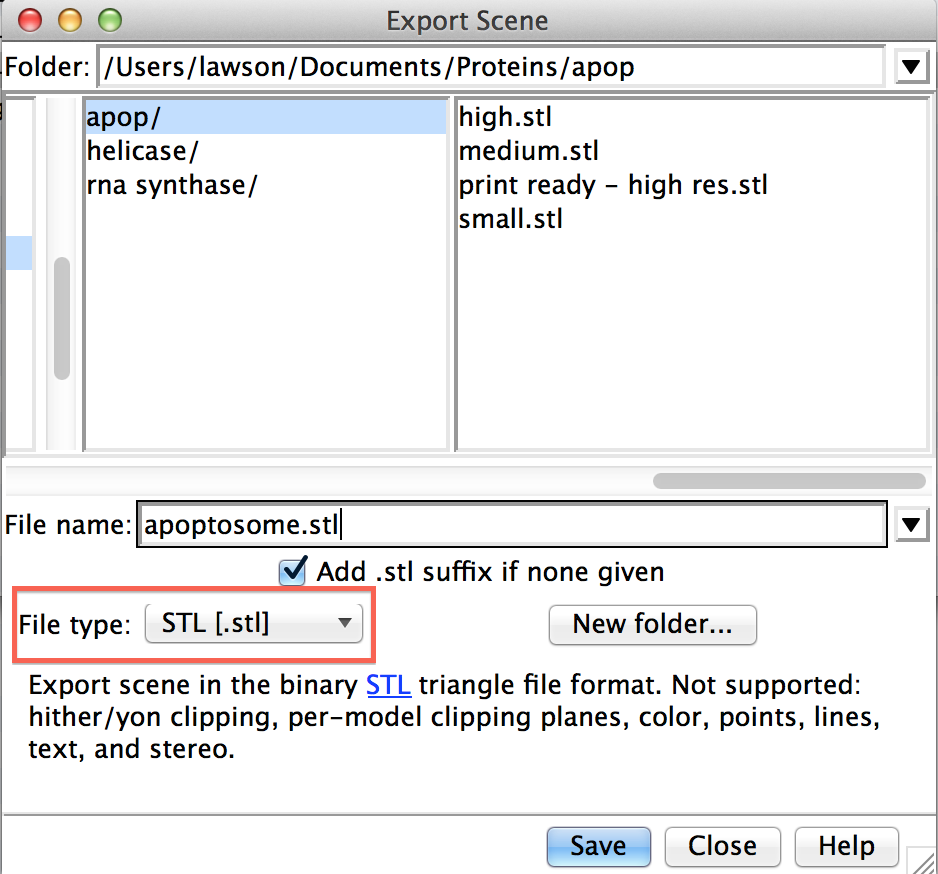 Export Scene
Folder: /Users/lawson/Documents/Proteins/apop
apop/
helicase/
rna synthase/
high.stl
medium.stl
print ready – high res.stl
small.stl
File name: apoptosome.stl
Add .stl suffix if none given
File type: STL [.stl]
New folder...
Export scene in the binary STL triangle file format. Not supported:
hither/yon clipping, per-model clipping planes, color, points, lines,
text, and stereo.
Save Close Help